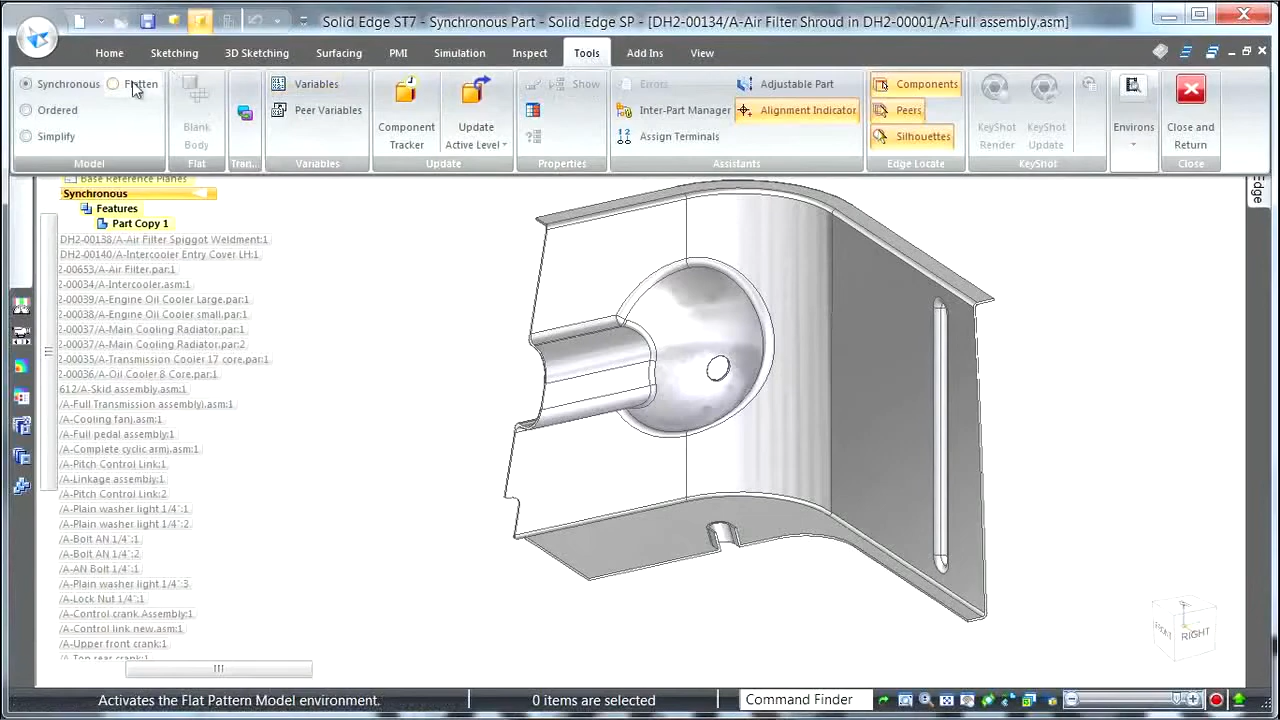 Solid Edge ST7 - Synchronous Part - Solid Edge SP - [DH2-00134/A-Air Filter Shroud in DH2-00001/A-Full assembly.asm]
Home Sketching 3D Sketching Surfacing PMI Simulation Inspect Tools Add Ins View
Synchronous Flatten
Ordered
Simplify
Model
Blank
Body
Flat
Tran...
Variables
Peer Variables
Variables
Component
Tracker
Update
Active Level
Update
Show
Properties
Errors
Inter-Part Manager
Assign Terminals
Adjustable Part
Alignment Indicator
Assistants
Components
Peers
Silhouettes
Edge Locate
KeyShot
Render
KeyShot
Update
KeyShot
Environs
Close and
Return
Close
Base Reference Planes
Synchronous
Features
Part Copy 1
DH2-00138/A-Air Filter Spiggot Weldment:1
DH2-00140/A-Intercooler Entry Cover LH:1
2-00653/A-Air Filter.par:1
2-00034/A-Intercooler.asm:1
2-00039/A-Engine Oil Cooler Large.par:1
2-00038/A-Engine Oil Cooler small.par:1
2-00037/A-Main Cooling Radiator.par:1
2-00037/A-Main Cooling Radiator.par:2
2-00035/A-Transmission Cooler 17 core.par:1
2-00036/A-Oil Cooler 8 Core.par:1
612/A-Skid assembly.asm:1
/A-Full Transmission assembly).asm:1
/A-Cooling fan).asm:1
/A-Full pedal assembly:1
/A-Complete cyclic arm).asm:1
/A-Pitch Control Link:1
/A-Linkage assembly:1
/A-Pitch Control Link:2
/A-Plain washer light 1/4":1
/A-Plain washer light 1/4":2
/A-Bolt AN 1/4":1
/A-Bolt AN 1/4":2
/A-AN Bolt 1/4":1
/A-Plain washer light 1/4":3
/A-Lock Nut 1/4":1
/A-Control crank Assembly:1
/A-Control link new.asm:1
/A-Upper front crank:1
/A-Top rear crank:1
Edge
FRONT RIGHT
Activates the Flat Pattern Model environment. 0 items are selected Command Finder